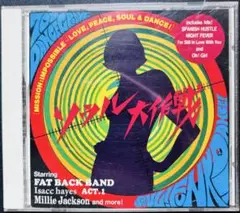 MISSION: IMPOSSIBLE LOVE, PEACE, SOUL & DANCE!
Includes Hits!
SPANISH HUSTLE
NIGHT FEVER
I'm Still in Love With You
and
Oh! Girl
ソウル大作戦
Starring
FAT BACK BAND
Isacc hayes ACT.1
Millie Jackson and more!